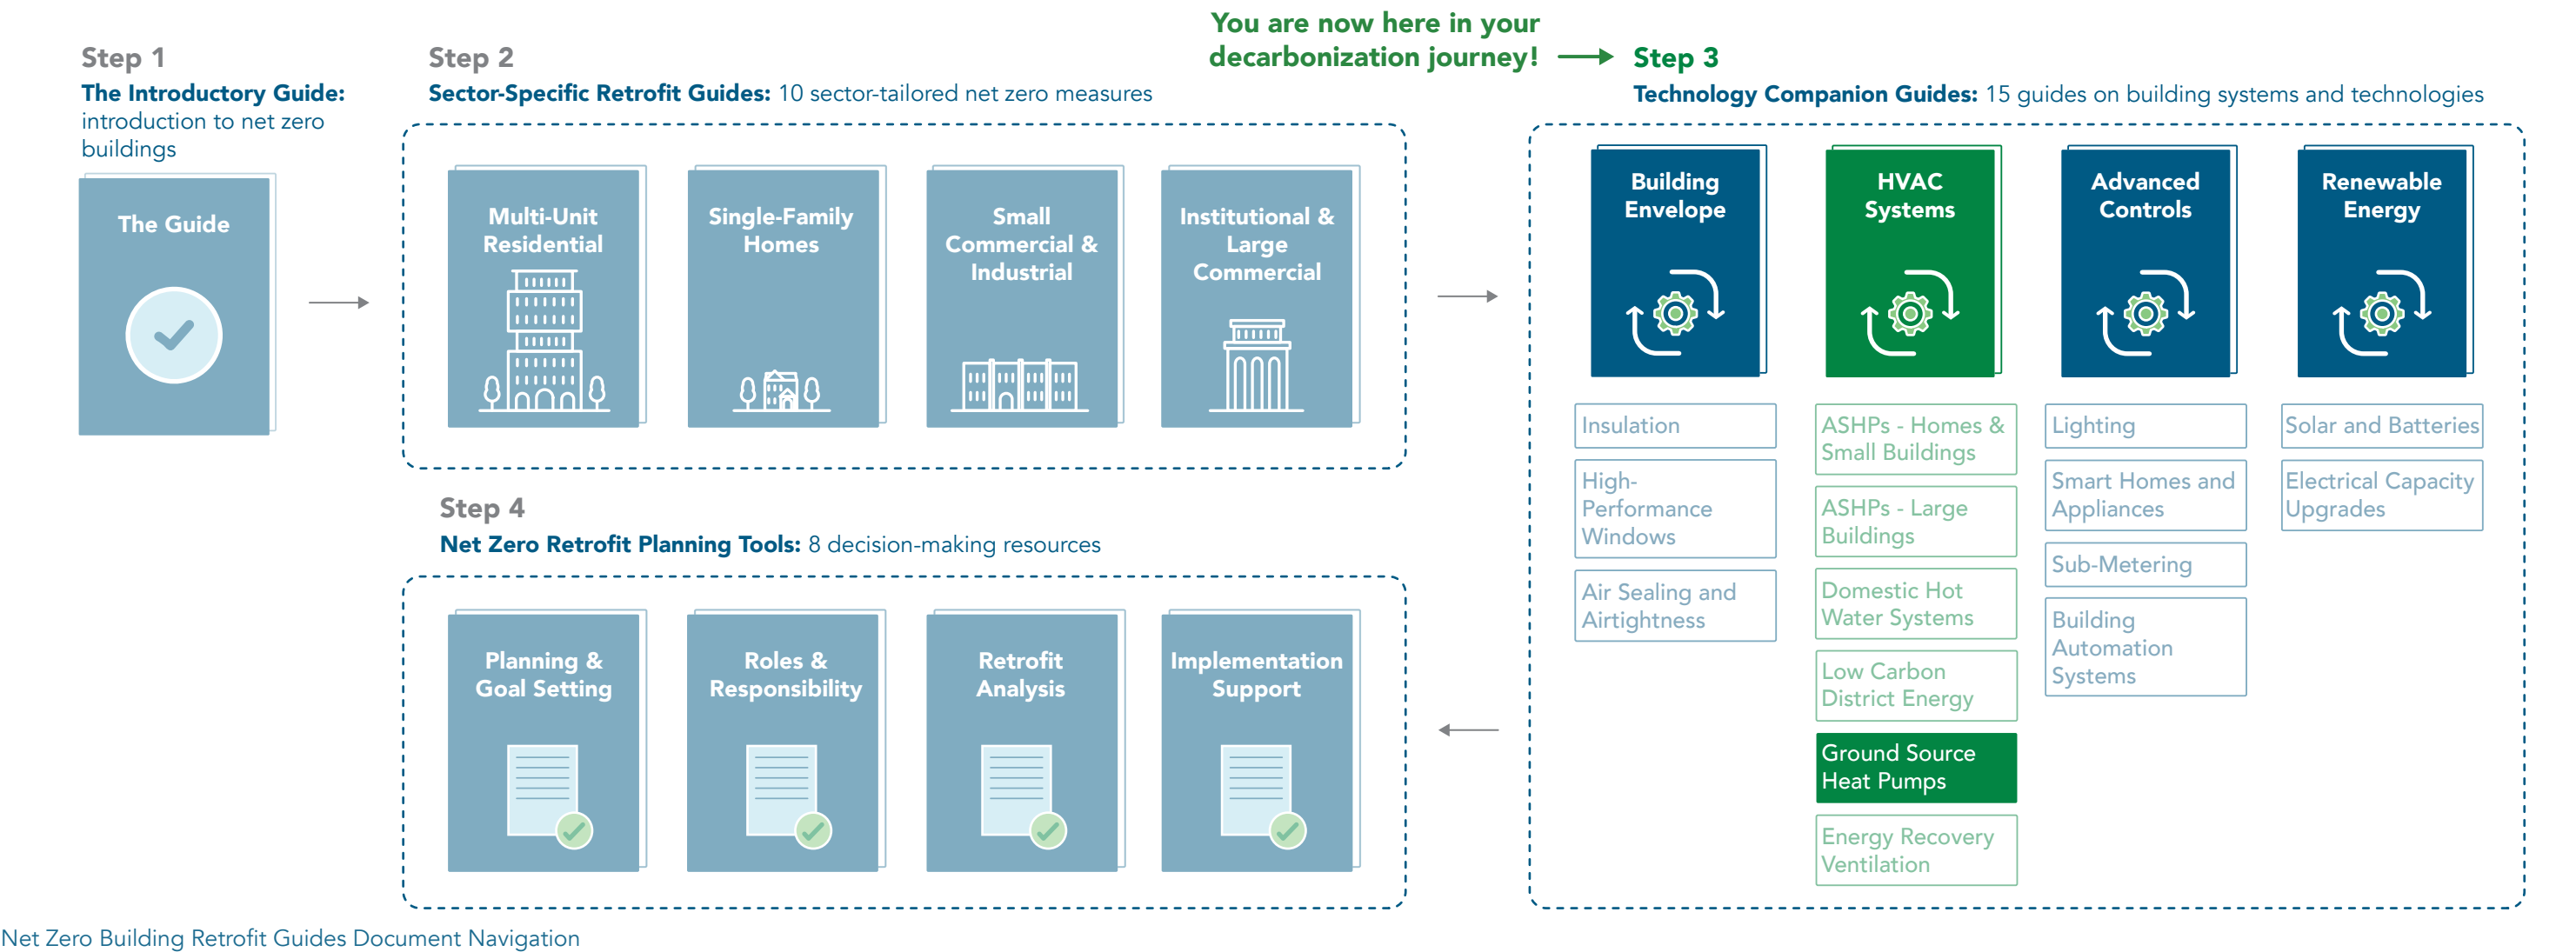 Step 1
The Introductory Guide:
introduction to net zero
buildings
The Guide
Step 2
Sector-Specific Retrofit Guides: 10 sector-tailored net zero measures
Multi-Unit
Residential
Single-Family
Homes
Small
Commercial &
Industrial
Institutional &
Large
Commercial
You are now here in your
decarbonization journey!
Step 3
Technology Companion Guides: 15 guides on building systems and technologies
Building
Envelope
Insulation
High-
Performance
Windows
Air Sealing and
Airtightness
HVAC
Systems
ASHPs - Homes &
Small Buildings
ASHPs - Large
Buildings
Domestic Hot
Water Systems
Low Carbon
District Energy
Ground Source
Heat Pumps
Energy Recovery
Ventilation
Advanced
Controls
Lighting
Smart Homes and
Appliances
Sub-Metering
Building
Automation
Systems
Renewable
Energy
Solar and Batteries
Electrical Capacity
Upgrades
Step 4
Net Zero Retrofit Planning Tools: 8 decision-making resources
Planning &
Goal Setting
Roles &
Responsibility
Retrofit
Analysis
Implementation
Support
Net Zero Building Retrofit Guides Document Navigation